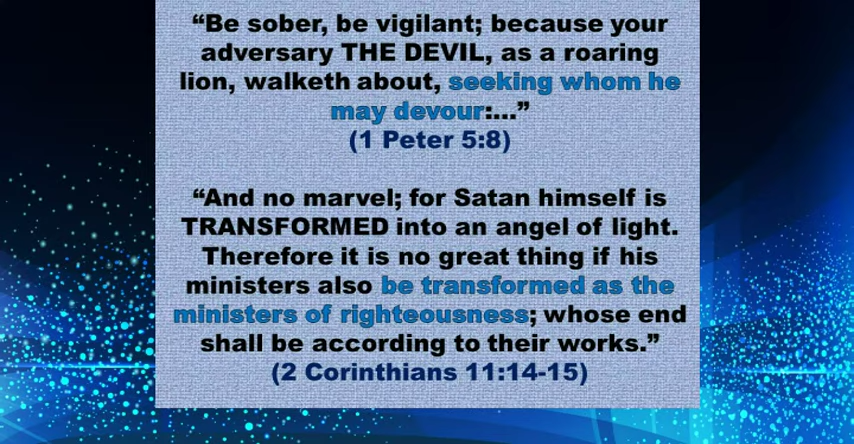 “Be sober, be vigilant; because your
adversary THE DEVIL, as a roaring
lion, walketh about, seeking whom he
may devour:...”
(1 Peter 5:8)
“And no marvel; for Satan himself is
TRANSFORMED into an angel of light.
Therefore it is no great thing if his
ministers also be transformed as the
ministers of righteousness; whose end
shall be according to their works.”
(2 Corinthians 11:14-15)